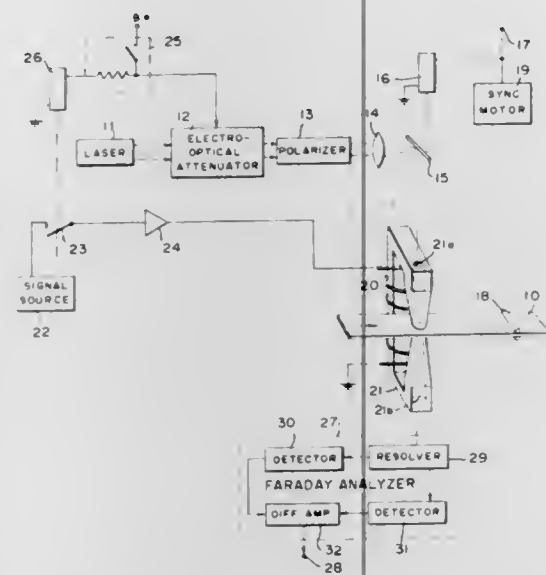 B+
26
25
17
16
19
SYNC
MOTOR
11
12
13
14
LASER
ELECTRO-
OPTICAL
ATTENUATOR
POLARIZER
15
21a
23
24
20
SIGNAL
SOURCE
22
18
10
21
21b
30
27
DETECTOR
RESOLVER
29
FARADAY ANALYZER
DIFF AMP
DETECTOR
32
31
28